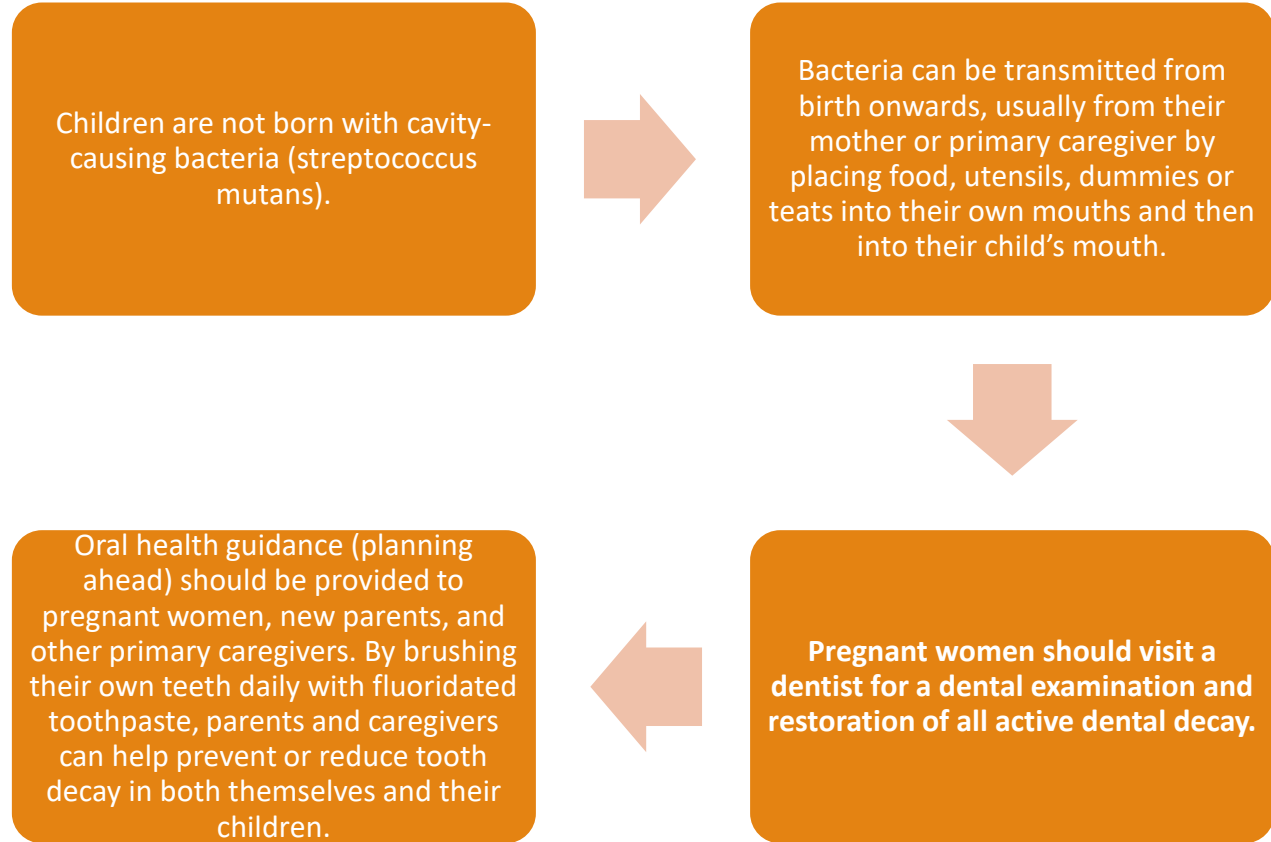 Children are not born with cavity-
causing bacteria (streptococcus
mutans).
Bacteria can be transmitted from
birth onwards, usually from their
mother or primary caregiver by
placing food, utensils, dummies or
teats into their own mouths and then
into their child’s mouth.
Pregnant women should visit a
dentist for a dental examination and
restoration of all active dental decay.
Oral health guidance (planning
ahead) should be provided to
pregnant women, new parents, and
other primary caregivers. By brushing
their own teeth daily with fluoridated
toothpaste, parents and caregivers
can help prevent or reduce tooth
decay in both themselves and their
children.